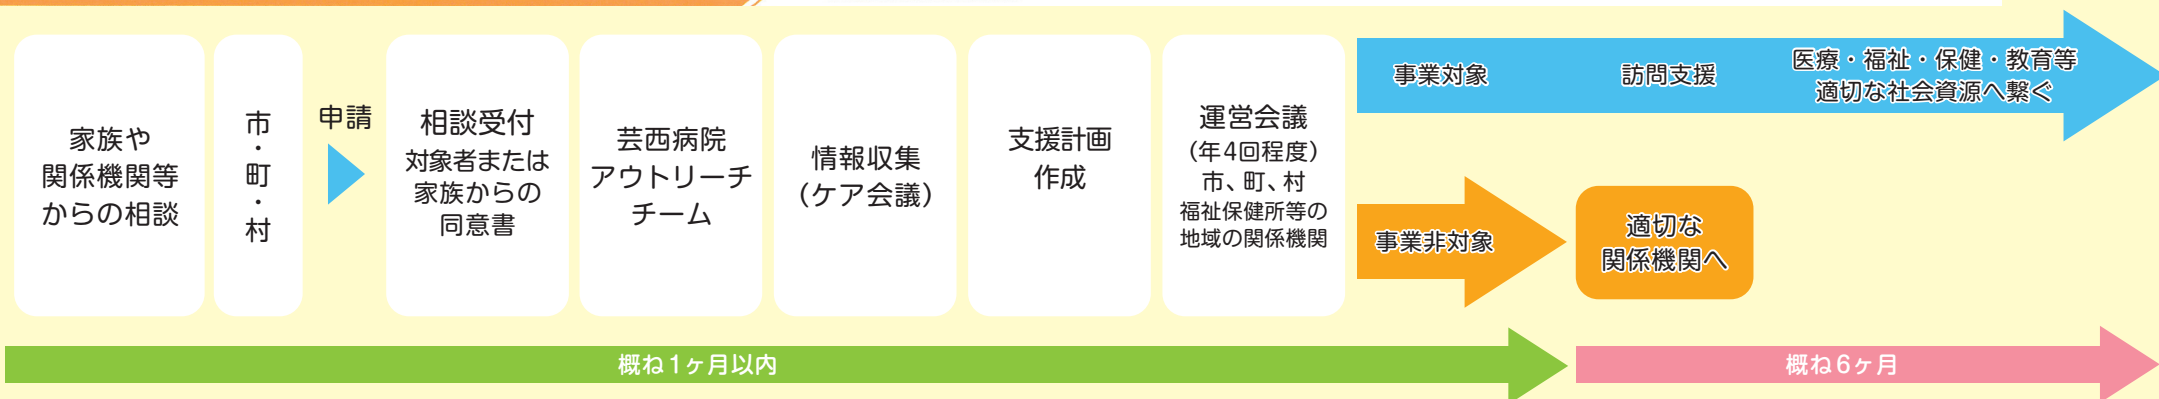 家族や
関係機関等
からの相談
市・町・村
申請
相談受付
対象者または
家族からの
同意書
芸西病院
アウトリーチ
チーム
情報収集
（ケア会議）
支援計画
作成
運営会議
（年4回程度）
市、町、村
福祉保健所等の
地域の関係機関
事業対象
訪問支援
医療・福祉・保健・教育等
適切な社会資源へ繋ぐ
事業非対象
適切な
関係機関へ
概ね1ヶ月以内
概ね6ヶ月